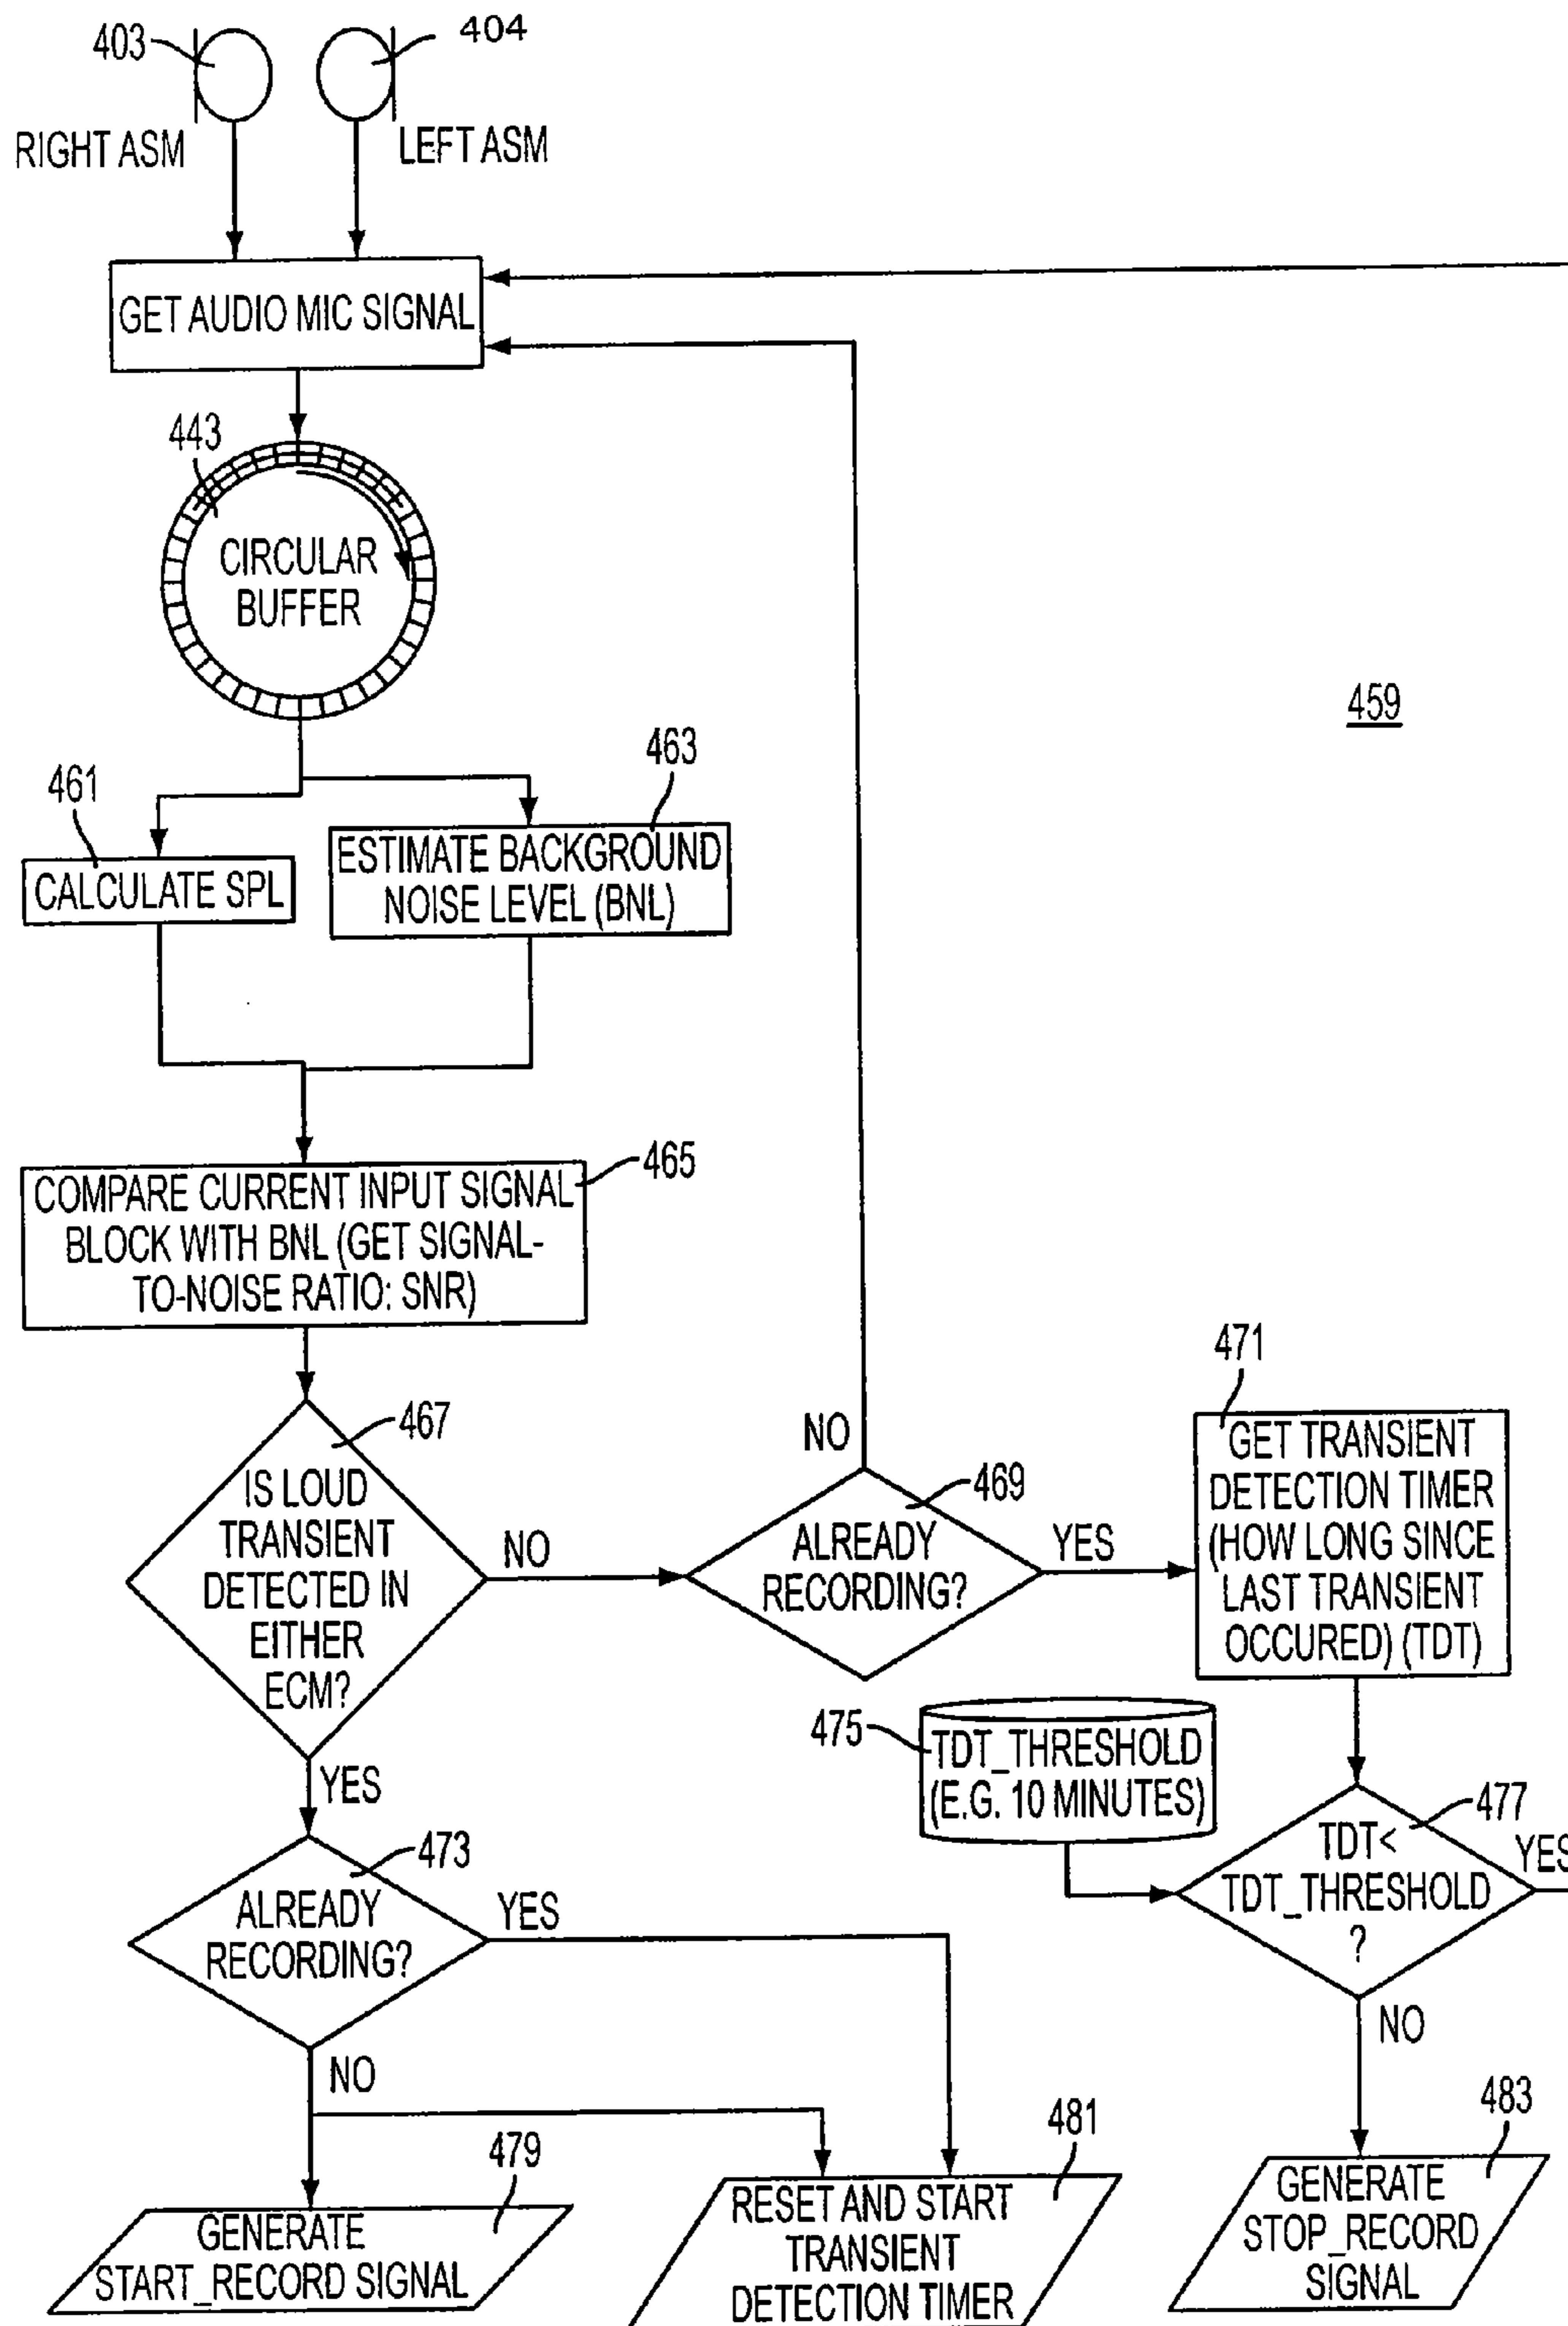 403
404
RIGHT ASM
LEFT ASM
GET AUDIO MIC SIGNAL
443
CIRCULAR
BUFFER
459
461
463
CALCULATE SPL
ESTIMATE BACKGROUND
NOISE LEVEL (BNL)
465
COMPARE CURRENT INPUT SIGNAL
BLOCK WITH BNL (GET SIGNAL-
TO-NOISE RATIO: SNR)
467
IS LOUD
TRANSIENT
DETECTED IN
EITHER
ECM?
NO
NO
469
ALREADY
RECORDING?
YES
471
GET TRANSIENT
DETECTION TIMER
(HOW LONG SINCE
LAST TRANSIENT
OCCURED) (TDT)
475
TDT_THRESHOLD
(E.G. 10 MINUTES)
477
TDT<
TDT_THRESHOLD
?
YES
YES
473
ALREADY
RECORDING?
YES
NO
NO
479
GENERATE
START_RECORD SIGNAL
481
RESET AND START
TRANSIENT
DETECTION TIMER
483
GENERATE
STOP_RECORD
SIGNAL